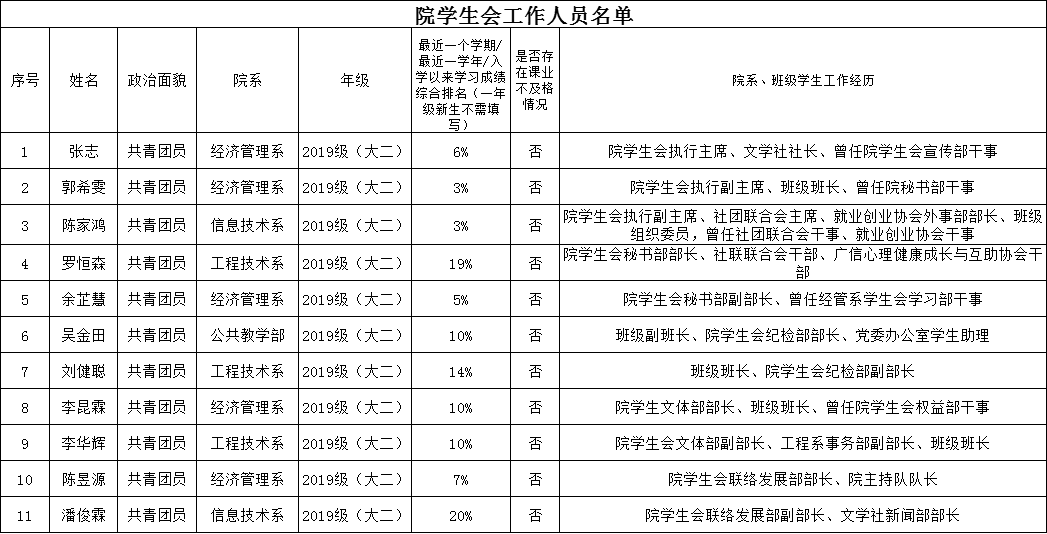 院学生会工作人员名单
序号 姓名 政治面貌 院系 年级 最近一个学期/最近一学年/入学以来学习成绩综合排名（一年级新生不需填写） 是否存在课业不及格情况 院系、班级学生工作经历
1 张志 共青团员 经济管理系 2019级（大二） 6% 否 院学生会执行主席、文学社社长、曾任院学生会宣传部干事
2 郭希雯 共青团员 经济管理系 2019级（大二） 3% 否 院学生会执行副主席、班级班长、曾任院秘书部干事
3 陈家鸿 共青团员 信息技术系 2019级（大二） 3% 否 院学生会执行副主席、社团联合会主席、就业创业协会外事部部长、班级
组织委员，曾任社团联合会干事、就业创业协会干事
4 罗恒森 共青团员 工程技术系 2019级（大二） 19% 否 院学生会秘书部部长、社联联合会干部、广信心理健康成长与互助协会干
部
5 余芷慧 共青团员 经济管理系 2019级（大二） 5% 否 院学生会秘书部副部长、曾任经管系学生会学习部干事
6 吴金田 共青团员 公共教学部 2019级（大二） 10% 否 班级副班长、院学生会纪检部部长、党委办公室学生助理
7 刘健聪 共青团员 工程技术系 2019级（大二） 14% 否 班级班长、院学生会纪检部副部长
8 李昆霖 共青团员 经济管理系 2019级（大二） 10% 否 院学生文体部部长、班级班长、曾任院学生会权益部干事
9 李华辉 共青团员 工程技术系 2019级（大二） 10% 否 院学生会文体部副部长、工程系事务部副部长、班级班长
10 陈昱源 共青团员 经济管理系 2019级（大二） 7% 否 院学生会联络发展部部长、院主持队队长
11 潘俊霖 共青团员 信息技术系 2019级（大二） 20% 否 院学生会联络发展部副部长、文学社新闻部部长